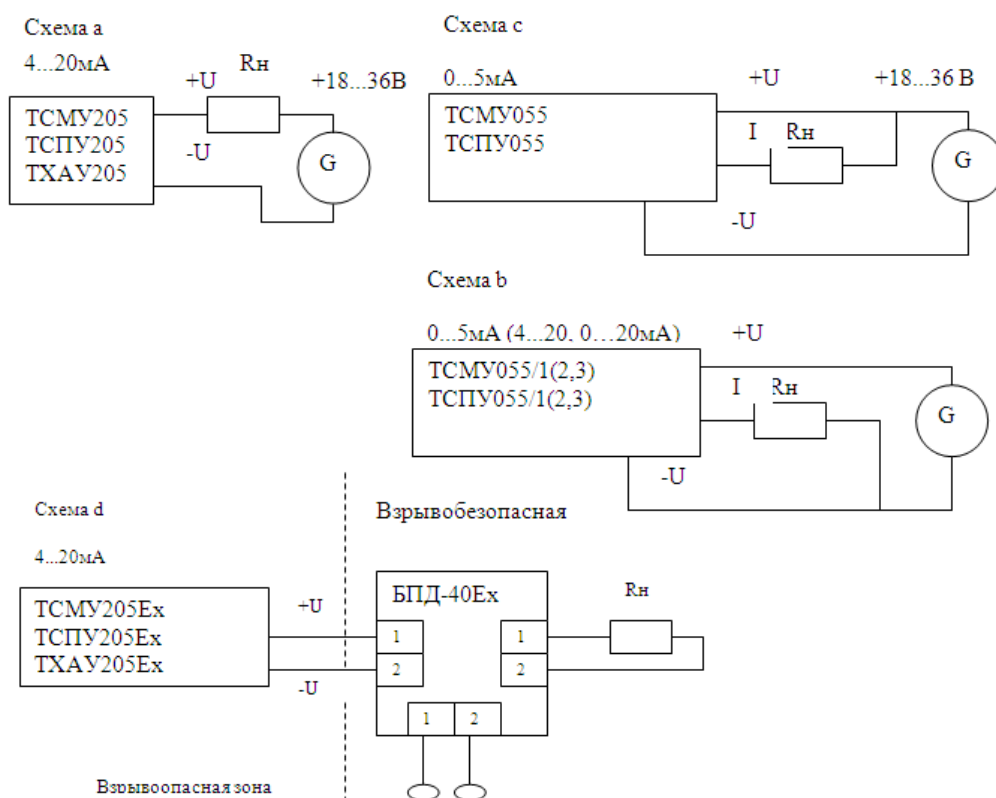 Схема а
4...20мА
+U
Rн
+18...36В
ТСМУ205
ТСПУ205
ТХАУ205
-U
G
Схема с
0...5мА
+U
+18...36 В
ТСМУ055
ТСПУ055
I
Rн
G
-U
Схема b
0...5мА (4...20, 0…20мА)
+U
ТСМУ055/1(2,3)
ТСПУ055/1(2,3)
I
Rн
G
-U
Схема d
Взрывобезопасная
4...20мА
ТСМУ205Ех
ТСПУ205Ех
ТХАУ205Ех
+U
-U
БПД-40Ех
1
2
1
2
1
2
Rн
Взрывоопасная зона